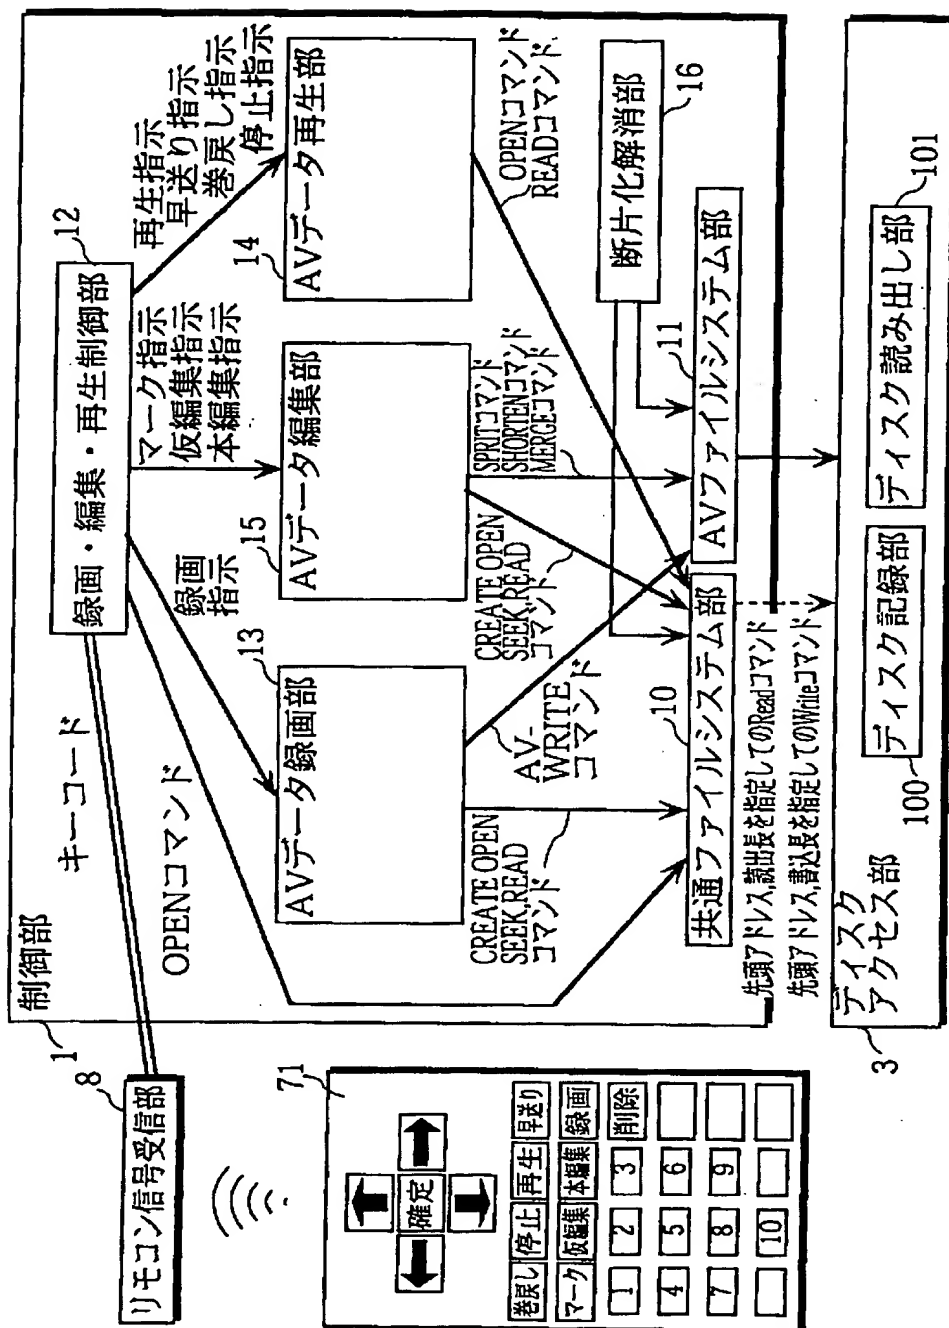 制御部
1
リモコン信号受信部
8
キーコード
録画・編集・再生制御部
12
OPENコマンド
録画
指示
マーク指示
仮編集指示
本編集指示
再生指示
早送り指示
巻戻し指示
停止指示
13
AVデータ録画部
15
AVデータ編集部
14
AVデータ再生部
CREATE OPEN
SEEK,READ
コマンド
AV-
WRITE
コマンド
CREATE OPEN
SEEK,READ
コマンド
SPRITコマンド
SHORTENコマンド
MERGEコマンド
OPENコマンド
READコマンド
断片化解消部
16
10
共通ファイルシステム部
11
AVファイルシステム部
先頭アドレス,読出長を指定してのReadコマンド
先頭アドレス,書込長を指定してのWriteコマンド
3
ディスク
アクセス部
100
ディスク記録部
ディスク読み出し部
101
71
確定
巻戻し 停止 再生 早送り
マーク 仮編集 本編集 録画
1 2 3 削除
4 5 6
7 8 9
10